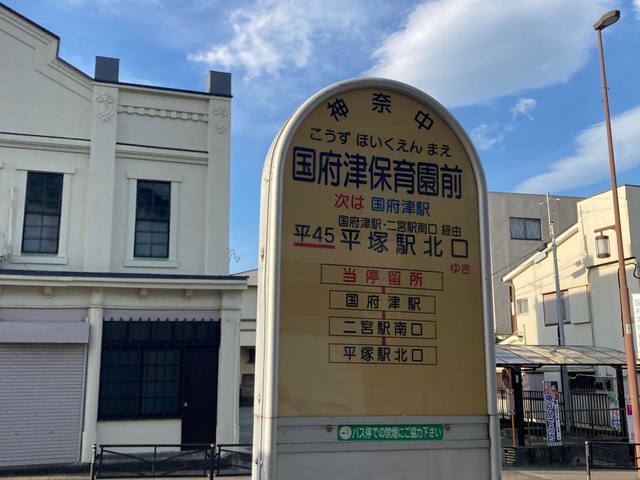 神奈中
こうず ほいくえん まえ
国府津保育園前
次は 国府津駅
国府津駅・二宮駅南口 経由
平45 平塚駅北口
ゆき
当停留所
国府津駅
二宮駅南口
平塚駅北口
バス停での禁煙にご協力下さい